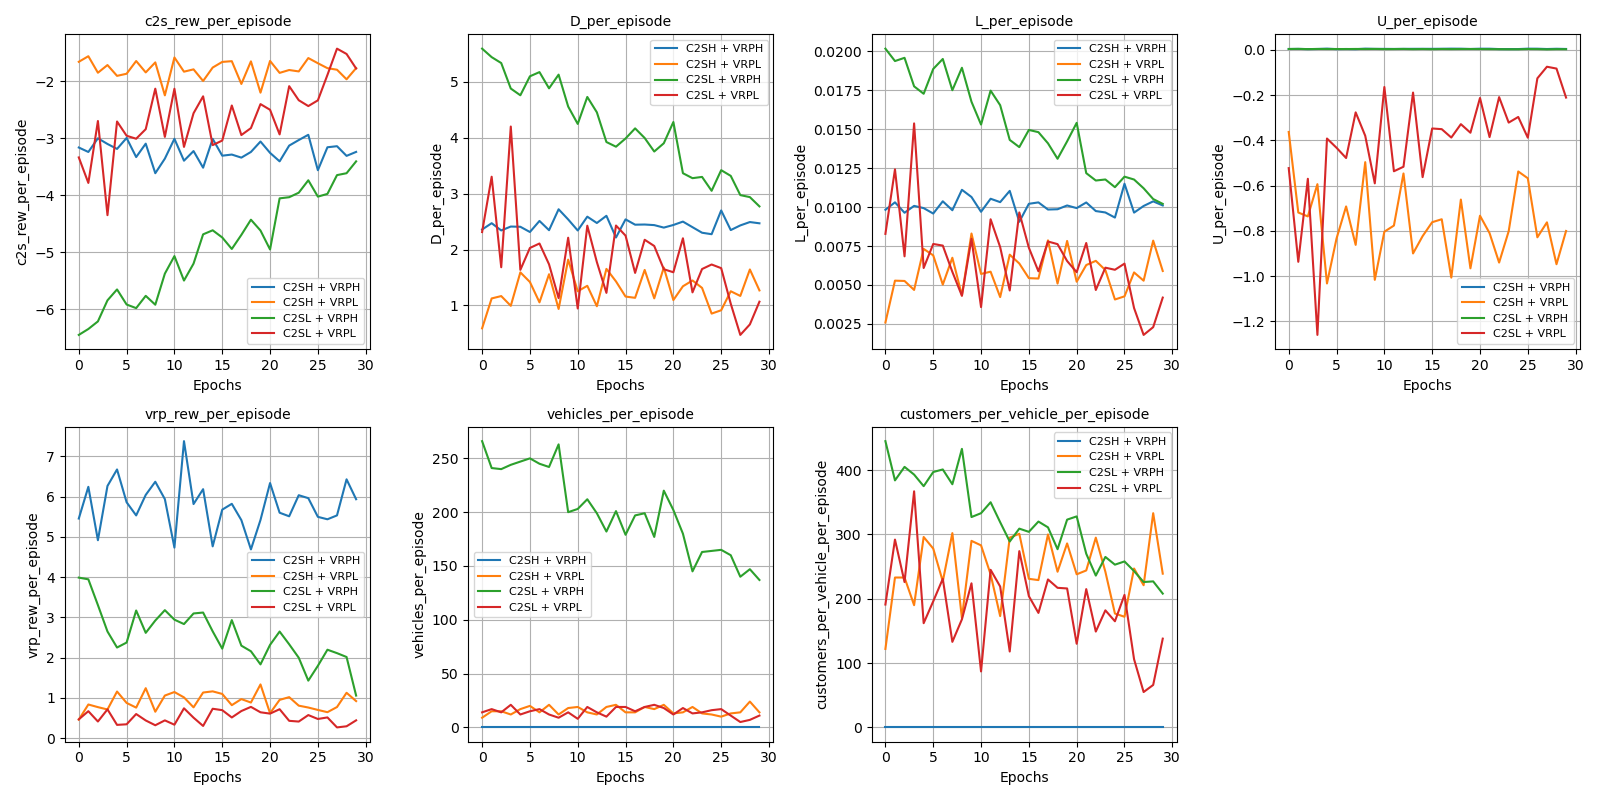 c2s_rew_per_episode
c2s_rew_per_episode
−2
−3
−4
−5
−6
0 5 10 15 20 25 30
Epochs
C2SH + VRPH
C2SH + VRPL
C2SL + VRPH
C2SL + VRPL
D_per_episode
D_per_episode
5
4
3
2
1
0 5 10 15 20 25 30
Epochs
C2SH + VRPH
C2SH + VRPL
C2SL + VRPH
C2SL + VRPL
L_per_episode
L_per_episode
0.0200
0.0175
0.0150
0.0125
0.0100
0.0075
0.0050
0.0025
0 5 10 15 20 25 30
Epochs
C2SH + VRPH
C2SH + VRPL
C2SL + VRPH
C2SL + VRPL
U_per_episode
U_per_episode
0.0
−0.2
−0.4
−0.6
−0.8
−1.0
−1.2
0 5 10 15 20 25 30
Epochs
C2SH + VRPH
C2SH + VRPL
C2SL + VRPH
C2SL + VRPL
vrp_rew_per_episode
vrp_rew_per_episode
7
6
5
4
3
2
1
0
0 5 10 15 20 25 30
Epochs
C2SH + VRPH
C2SH + VRPL
C2SL + VRPH
C2SL + VRPL
vehicles_per_episode
vehicles_per_episode
250
200
150
100
50
0
0 5 10 15 20 25 30
Epochs
C2SH + VRPH
C2SH + VRPL
C2SL + VRPH
C2SL + VRPL
customers_per_vehicle_per_episode
customers_per_vehicle_per_episode
400
300
200
100
0
0 5 10 15 20 25 30
Epochs
C2SH + VRPH
C2SH + VRPL
C2SL + VRPH
C2SL + VRPL